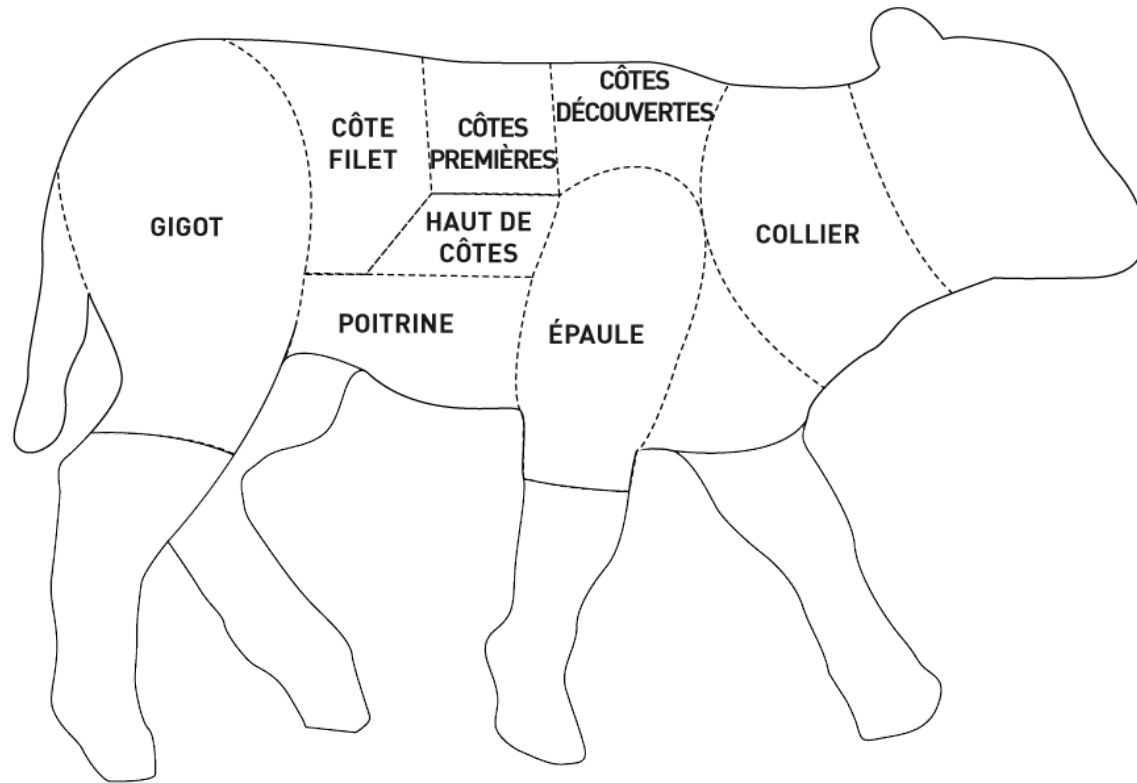 CÔTES
DÉCOUVERTES
CÔTE
FILET
CÔTES
PREMIÈRES
GIGOT
HAUT DE
CÔTES
COLLIER
POITRINE
ÉPAULE